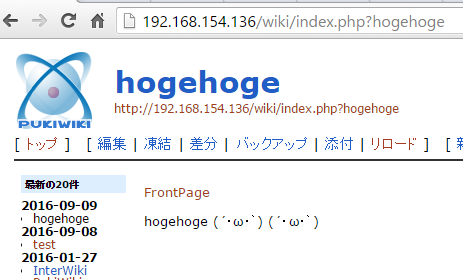 192.168.154.136/wiki/index.php?hogehoge
PUKIWIKI
hogehoge
http://192.168.154.136/wiki/index.php?hogehoge
[ トップ ] [ 編集 | 凍結 | 差分 | バックアップ | 添付 | リロード ] [
最新の20件
2016-09-09
hogehoge
2016-09-08
test
2016-01-27
InterWiki
FrontPage
hogehoge (´･ω･`) (´･ω･`)